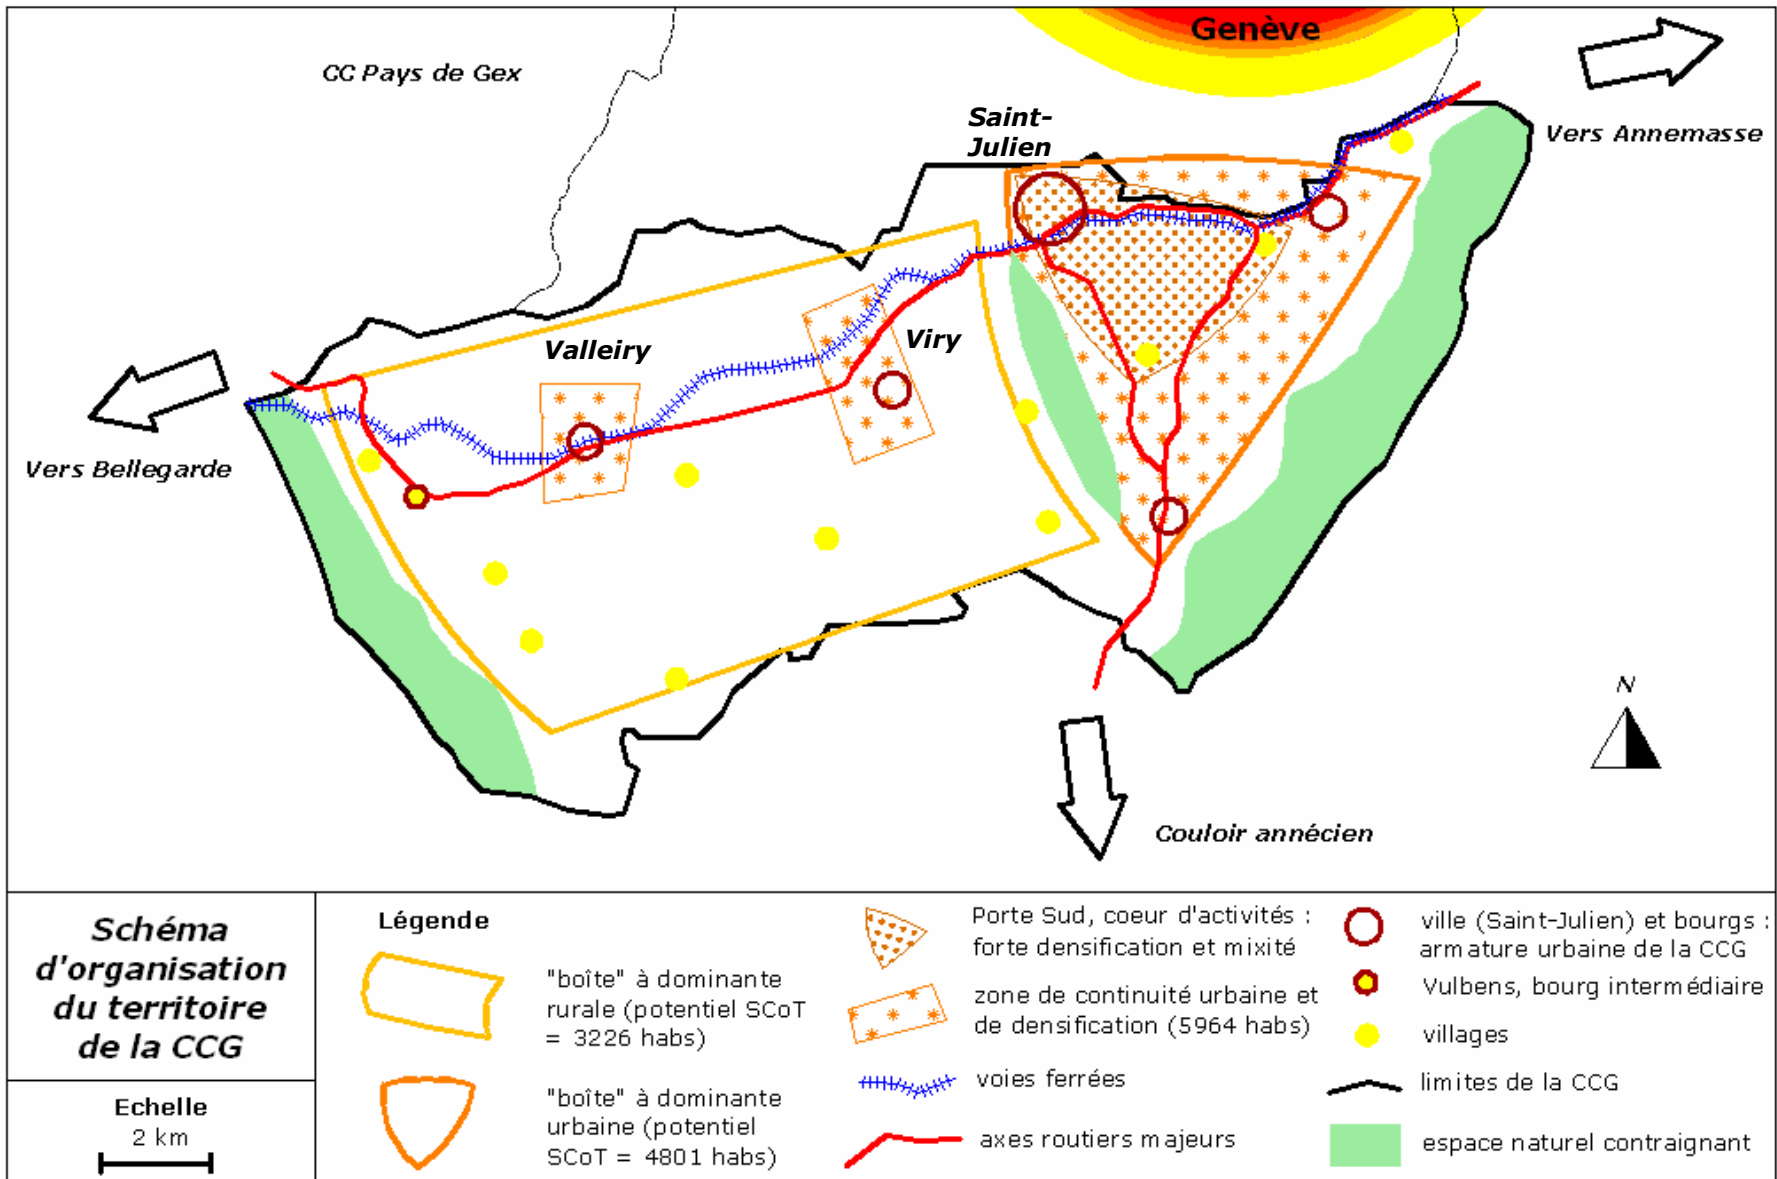 Genève
CC Pays de Gex
Saint-
Julien
Vers Annemasse
Valleiry
Viry
Vers Bellegarde
N
Couloir annécien
Schéma
d'organisation
du territoire
de la CCG
Echelle
2 km
Légende
"boîte" à dominante
rurale (potentiel SCoT
= 3226 habs)
"boîte" à dominante
urbaine (potentiel
SCoT = 4801 habs)
Porte Sud, coeur d'activités :
forte densification et mixité
zone de continuité urbaine et
de densification (5964 habs)
voies ferrées
axes routiers majeurs
ville (Saint-Julien) et bourgs :
armature urbaine de la CCG
Vulbens, bourg intermédiaire
villages
limites de la CCG
espace naturel contraignant